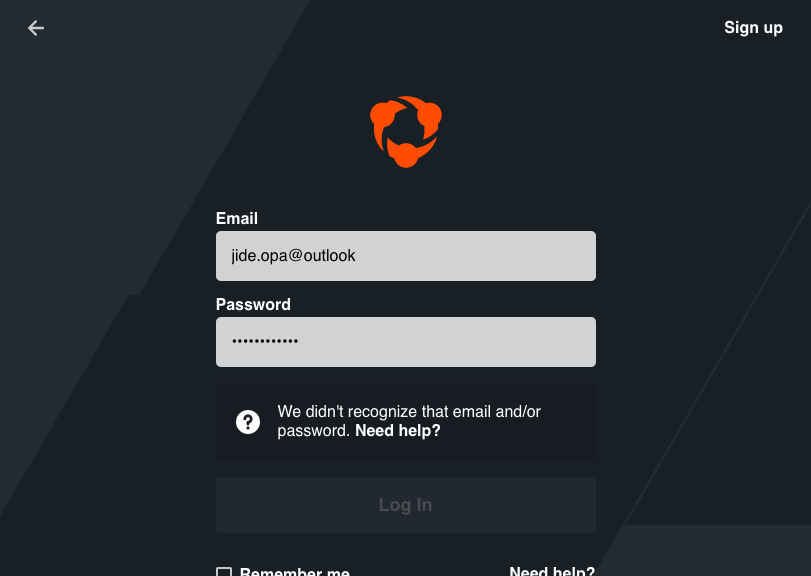 Sign up
Email
jide.opa@outlook
Password
••••••••••••
We didn't recognize that email and/or
password. Need help?
Log In
Remember me
Need help?